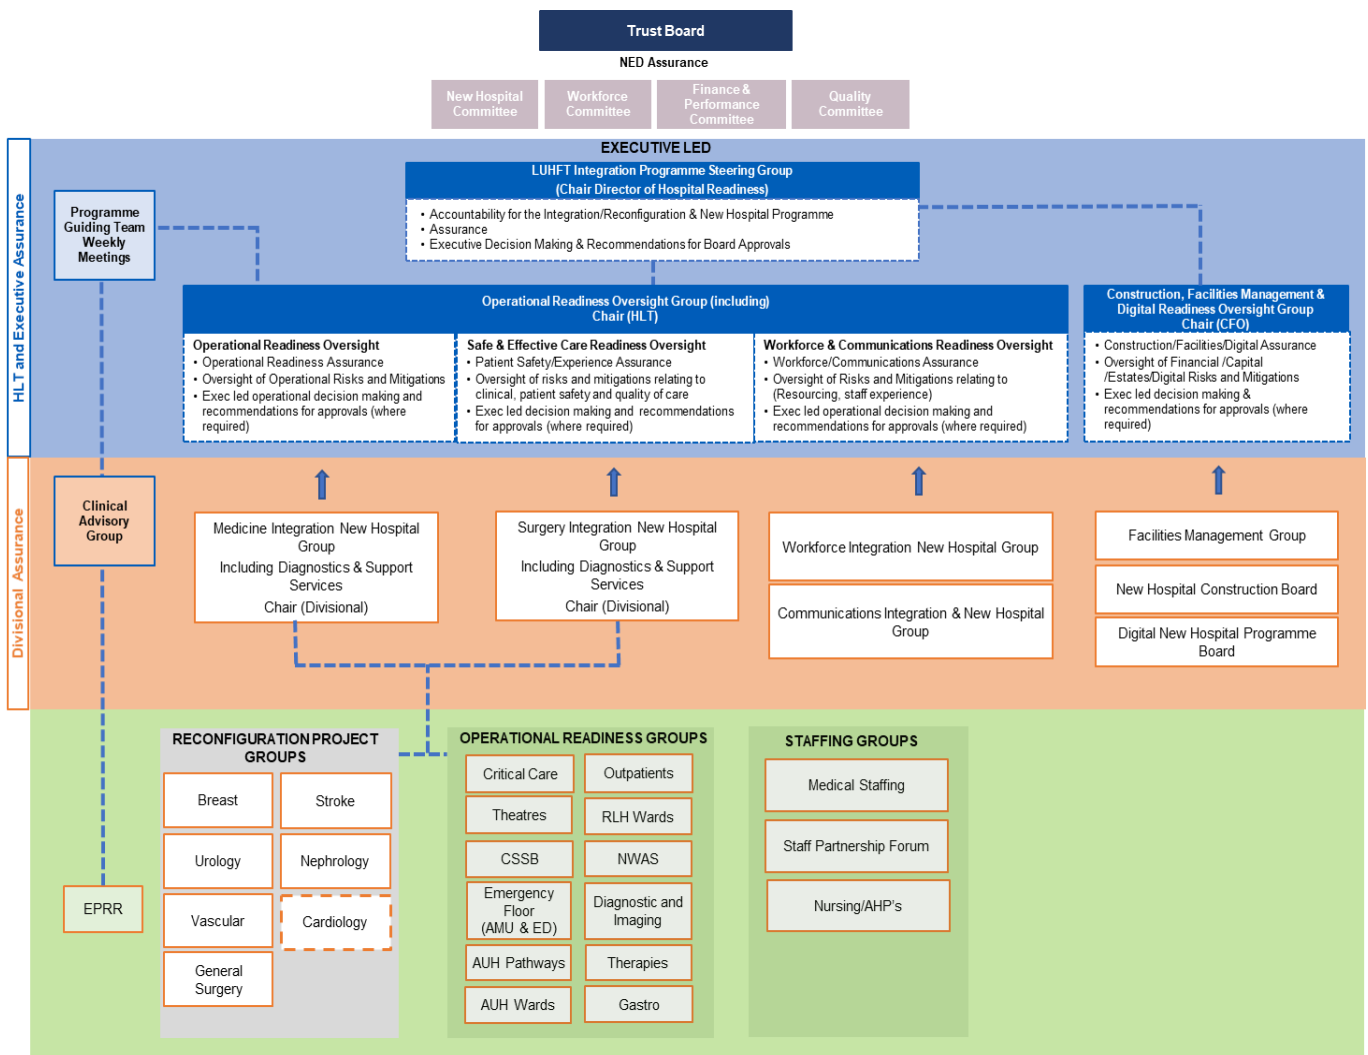 Trust Board
NED Assurance
New Hospital
Committee
Workforce
Committee
Finance &
Performance
Committee
Quality
Committee
HLT and Executive Assurance
EXECUTIVE LED
LUHFT Integration Programme Steering Group
(Chair Director of Hospital Readiness)
• Accountability for the Integration/Reconfiguration & New Hospital Programme
• Assurance
• Executive Decision Making & Recommendations for Board Approvals
Programme
Guiding Team
Weekly
Meetings
Operational Readiness Oversight Group (including)
Chair (HLT)
Operational Readiness Oversight
• Operational Readiness Assurance
• Oversight of Operational Risks and Mitigations
• Exec led operational decision making and
recommendations for approvals (where
required)
Safe & Effective Care Readiness Oversight
• Patient Safety/Experience Assurance
• Oversight of risks and mitigations relating to
clinical, patient safety and quality of care
• Exec led decision making and recommendations
for approvals (where required)
Workforce & Communications Readiness Oversight
• Workforce/Communications Assurance
• Oversight of Risks and Mitigations relating to
(Resourcing, staff experience)
• Exec led operational decision making and
recommendations for approvals (where required)
Construction, Facilities Management &
Digital Readiness Oversight Group
Chair (CFO)
• Construction/Facilities/Digital Assurance
• Oversight of Financial /Capital
/Estates/Digital Risks and Mitigations
• Exec led decision making &
recommendations for approvals (where
required)
Divisional Assurance
Clinical
Advisory
Group
Medicine Integration New Hospital
Group
Including Diagnostics & Support
Services
Chair (Divisional)
Surgery Integration New Hospital
Group
Including Diagnostics & Support
Services
Chair (Divisional)
Workforce Integration New Hospital Group
Communications Integration & New Hospital
Group
Facilities Management Group
New Hospital Construction Board
Digital New Hospital Programme
Board
EPRR
RECONFIGURATION PROJECT
GROUPS
Breast
Stroke
Urology
Nephrology
Vascular
Cardiology
General
Surgery
OPERATIONAL READINESS GROUPS
Critical Care
Outpatients
Theatres
RLH Wards
CSSB
NWAS
Emergency
Floor
(AMU & ED)
Diagnostic and
Imaging
AUH Pathways
Therapies
AUH Wards
Gastro
STAFFING GROUPS
Medical Staffing
Staff Partnership Forum
Nursing/AHP's